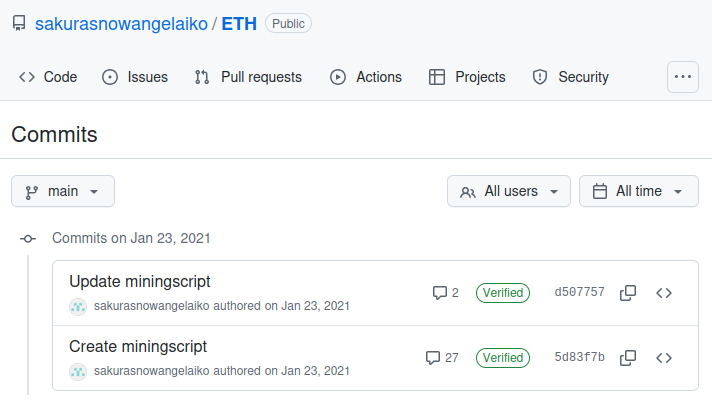 sakurasnowangelaiko / ETH Public
Code Issues Pull requests Actions Projects Security
Commits
main All users All time
Commits on Jan 23, 2021
Update miningscript
sakurasnowangelaiko authored on Jan 23, 2021 2 Verified d507757
Create miningscript
sakurasnowangelaiko authored on Jan 23, 2021 27 Verified 5d83f7b